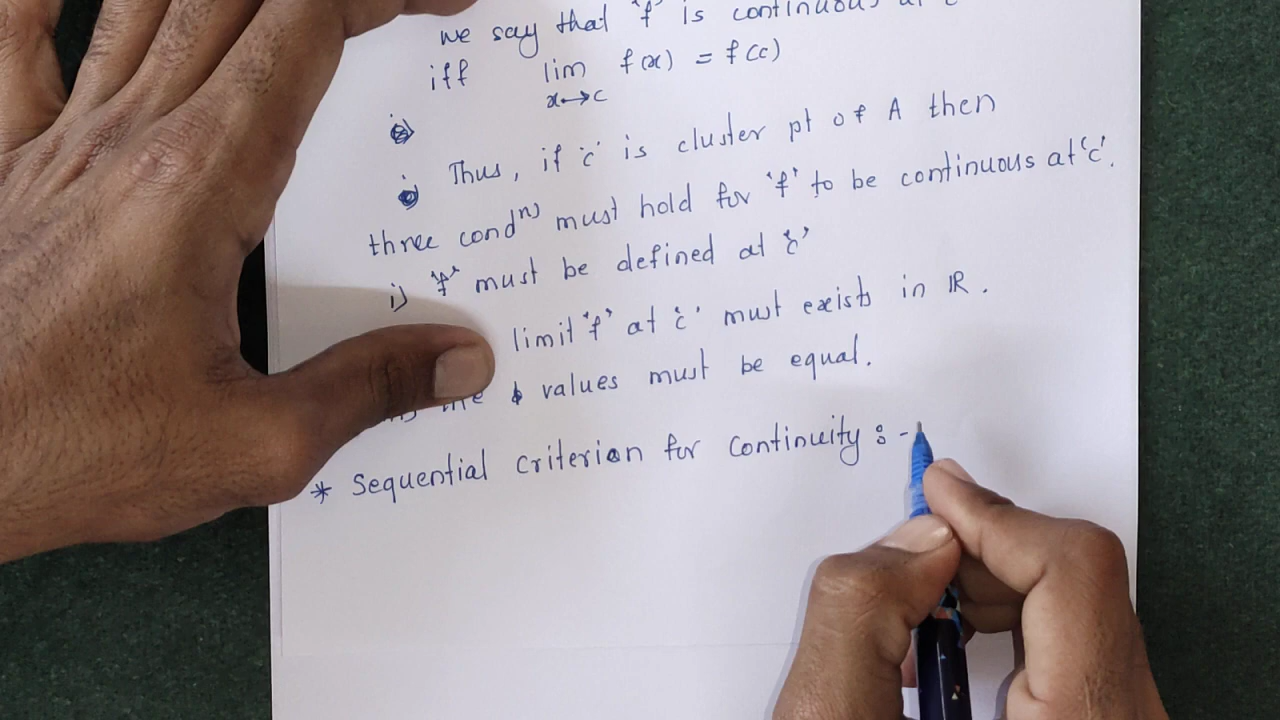 we say that 'f' is continuous at c
iff lim f(x) = f(c)
x→c
Thus, if 'c' is cluster pt of A then
three condⁿ) must hold for 'f' to be continuous at 'c'.
i) 'f' must be defined at 'c'
limit 'f' at 'c' must exists in ℝ.
the values must be equal.
* Sequential criterion for continuity : -